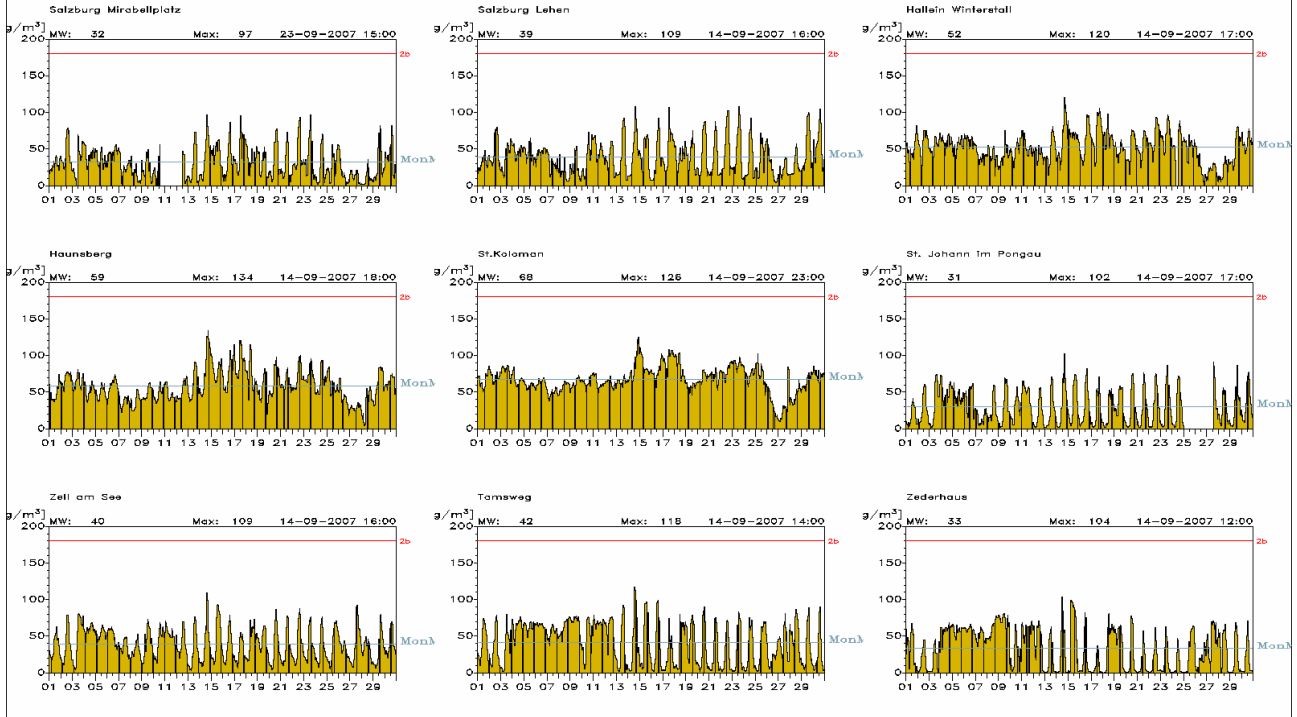 Salzburg Mirabellplatz Salzburg Lehen Hallein Winterstall
g/m³] MW: 32 Max: 97 23-09-2007 15:00 g/m³] MW: 39 Max: 109 14-09-2007 16:00 g/m³] MW: 52 Max: 120 14-09-2007 17:00
200 200 200
2b 2b 2b
150 150 150
100 100 100
50 MonM 50 MonM 50 MonM
0 0 0
01 03 05 07 09 11 13 15 17 19 21 23 25 27 29 01 03 05 07 09 11 13 15 17 19 21 23 25 27 29 01 03 05 07 09 11 13 15 17 19 21 23 25 27 29
Haunsberg St.Koloman St. Johann im Pongau
g/m³] MW: 59 Max: 134 14-09-2007 18:00 g/m³] MW: 68 Max: 126 14-09-2007 23:00 g/m³] MW: 31 Max: 102 14-09-2007 17:00
200 200 200
2b 2b 2b
150 150 150
100 100 100
50 MonM 50 MonM 50 MonM
0 0 0
01 03 05 07 09 11 13 15 17 19 21 23 25 27 29 01 03 05 07 09 11 13 15 17 19 21 23 25 27 29 01 03 05 07 09 11 13 15 17 19 21 23 25 27 29
Zell am See Tamsweg Zederhaus
g/m³] MW: 40 Max: 109 14-09-2007 16:00 g/m³] MW: 42 Max: 118 14-09-2007 14:00 g/m³] MW: 33 Max: 104 14-09-2007 12:00
200 200 200
2b 2b 2b
150 150 150
100 100 100
50 MonM 50 MonM 50 MonM
0 0 0
01 03 05 07 09 11 13 15 17 19 21 23 25 27 29 01 03 05 07 09 11 13 15 17 19 21 23 25 27 29 01 03 05 07 09 11 13 15 17 19 21 23 25 27 29